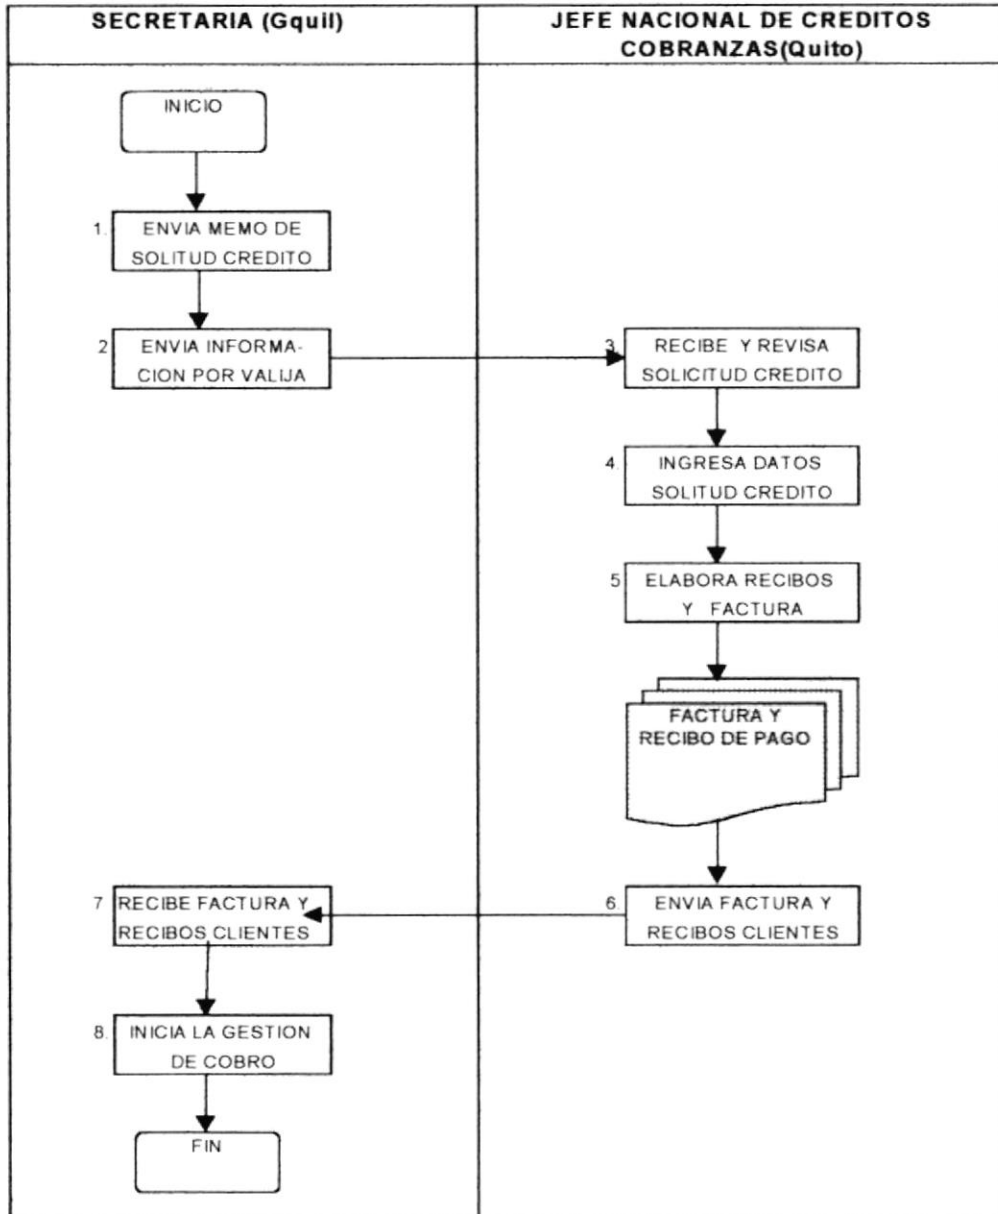 SECRETARIA (Gquil)
JEFE NACIONAL DE CREDITOS
COBRANZAS(Quito)
INICIO
1. ENVIA MEMO DE
SOLITUD CREDITO
2 ENVIA INFORMA-
CION POR VALIJA
3. RECIBE Y REVISA
SOLICITUD CREDITO
4. INGRESA DATOS
SOLITUD CREDITO
5 ELABORA RECIBOS
Y FACTURA
FACTURA Y
RECIBO DE PAGO
6. ENVIA FACTURA Y
RECIBOS CLIENTES
7 RECIBE FACTURA Y
RECIBOS CLIENTES
8. INICIA LA GESTION
DE COBRO
FIN